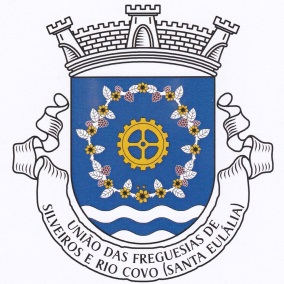 UNIÃO DAS FREGUESIAS DE
SILVEIROS E RIO COVO (SANTA EULÁLIA)